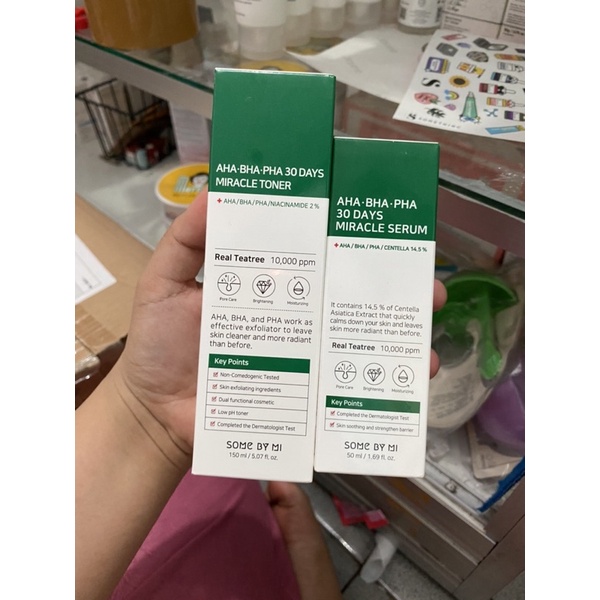 AHA·BHA·PHA 30 DAYS
MIRACLE TONER
AHA/BHA/PHA/NIACINAMIDE 2%
Real Teatree 10,000 ppm
Pore Care
Brightening
Moisturizing
AHA, BHA, and PHA work as
effective exfoliator to leave
skin cleaner and more radiant
than before.
Key Points
Non-Comedogenic Tested
Skin exfoliating ingredients
Dual functional cosmetic
Low pH toner
Completed the Dermatologist Test
SOME BY MI
150 ml / 5.07 fl. oz.
AHA·BHA·PHA
30 DAYS
MIRACLE SERUM
AHA / BHA / PHA / CENTELLA 14.5 %
It contains 14.5 % of Centella
Asiatica Extract that quickly
calms down your skin and leaves
skin more radiant than before.
Real Teatree 10,000 ppm
Pore Care
Brightening
Moisturizing
Key Points
Completed the Dermatologist Test
Skin soothing and strengthen barrier
SOME BY MI
50 ml / 1.69 fl. oz.